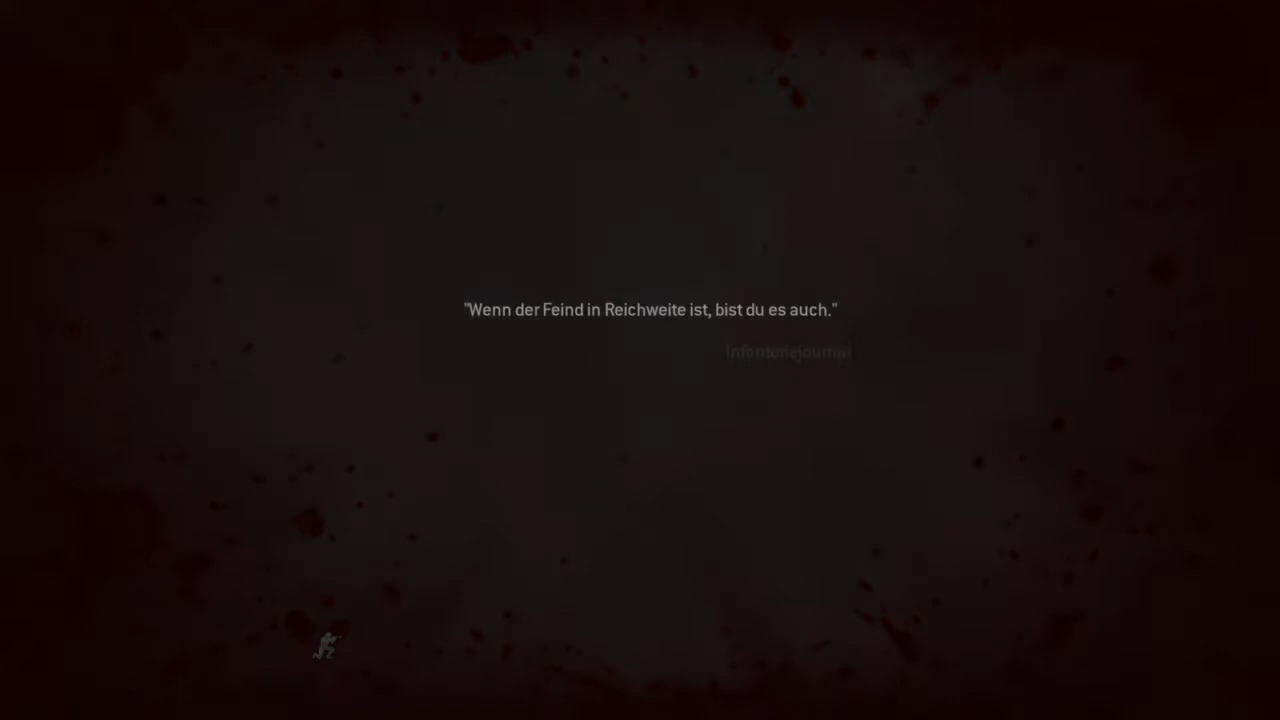 "Wenn der Feind in Reichweite ist, bist du es auch."
Infanteriejournal